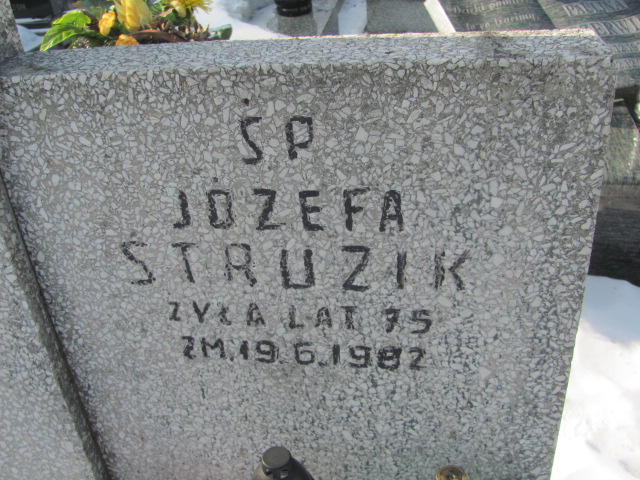 ŚP
JÓZEFA
STRUZIK
ŻYŁA LAT 75
ZM. 19.6.1982